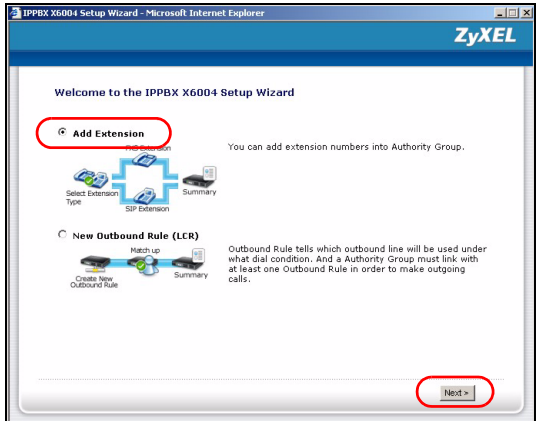 IPPBX X6004 Setup Wizard - Microsoft Internet Explorer
ZyXEL
Welcome to the IPPBX X6004 Setup Wizard
Add Extension
You can add extension numbers into Authority Group.
Extension
Select Extension
Type
Summary
SIP Extension
New Outbound Rule (LCR)
Match up
Create New
Outbound Rule
Summary
Outbound Rule tells which outbound line will be used under
what dial condition. And a Authority Group must link with
at least one Outbound Rule in order to make outgoing
calls.
Next >